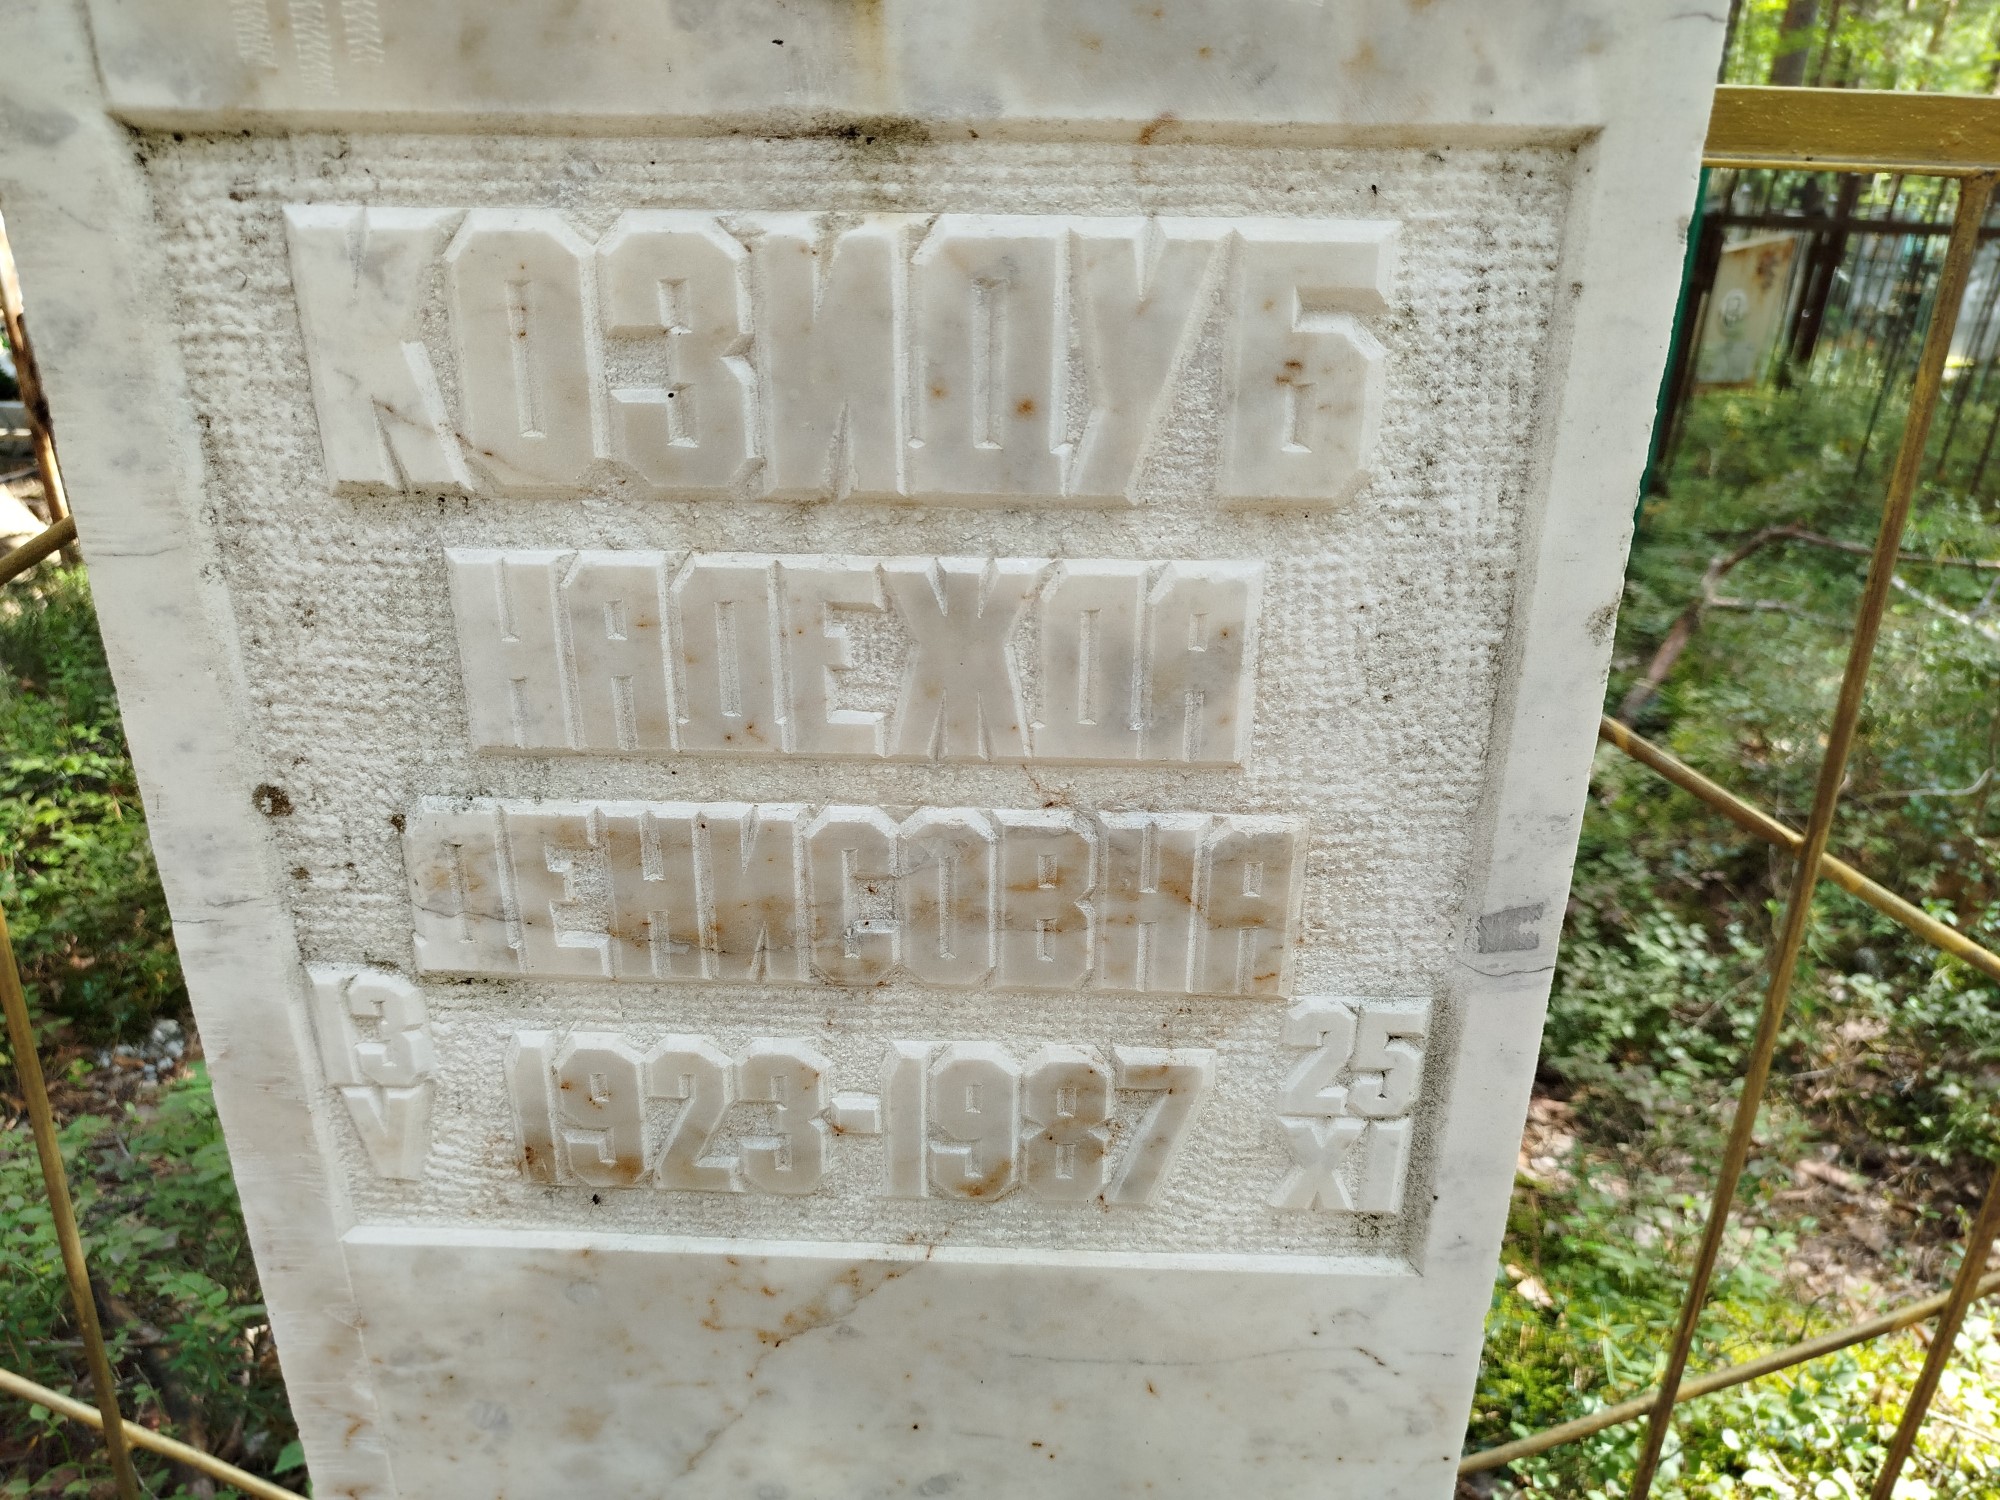 КОЗИДУБ
НАДЕЖДА
ДЕНИСОВНА
13
V
1923-1987
25
XI